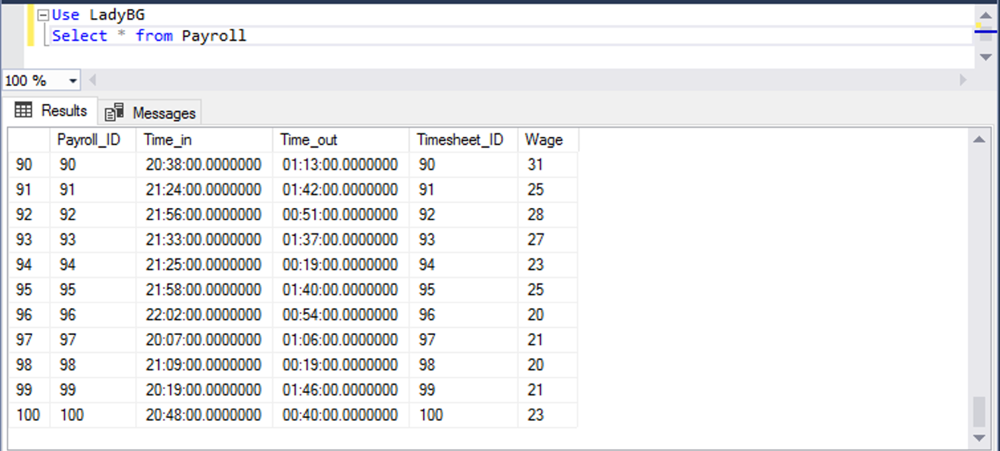 Use LadyBG
Select * from Payroll
100 %
Results Messages
Payroll_ID Time_in Time_out Timesheet_ID Wage
90 90 20:38:00.0000000 01:13:00.0000000 90 31
91 91 21:24:00.0000000 01:42:00.0000000 91 25
92 92 21:56:00.0000000 00:51:00.0000000 92 28
93 93 21:33:00.0000000 01:37:00.0000000 93 27
94 94 21:25:00.0000000 00:19:00.0000000 94 23
95 95 21:58:00.0000000 01:40:00.0000000 95 25
96 96 22:02:00.0000000 00:54:00.0000000 96 20
97 97 20:07:00.0000000 01:06:00.0000000 97 21
98 98 21:09:00.0000000 00:19:00.0000000 98 20
99 99 20:19:00.0000000 01:46:00.0000000 99 21
100 100 20:48:00.0000000 00:40:00.0000000 100 23